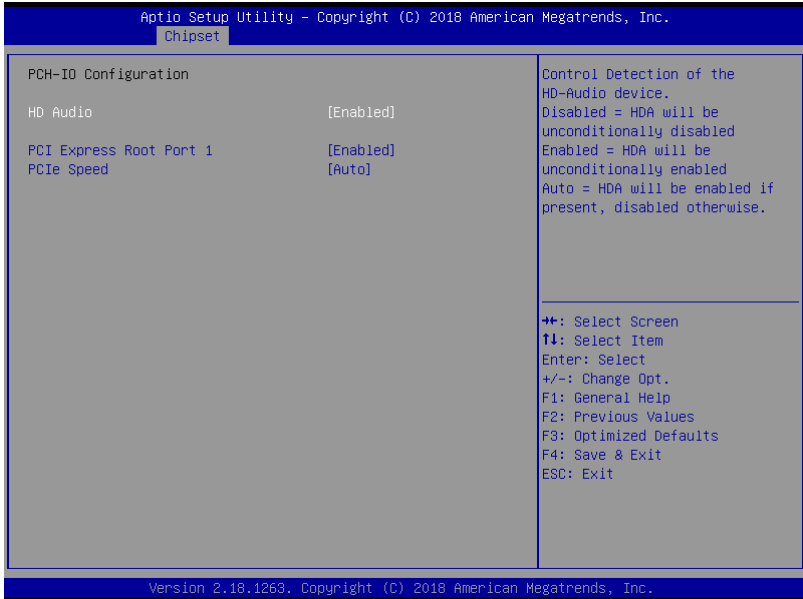 Aptio Setup Utility – Copyright (C) 2018 American Megatrends, Inc.
Chipset
PCH-IO Configuration
HD Audio [Enabled]
PCI Express Root Port 1 [Enabled]
PCIe Speed [Auto]
Control Detection of the
HD-Audio device.
Disabled = HDA will be
unconditionally disabled
Enabled = HDA will be
unconditionally enabled
Auto = HDA will be enabled if
present, disabled otherwise.
→←: Select Screen
↑↓: Select Item
Enter: Select
+/-: Change Opt.
F1: General Help
F2: Previous Values
F3: Optimized Defaults
F4: Save & Exit
ESC: Exit
Version 2.18.1263. Copyright (C) 2018 American Megatrends, Inc.